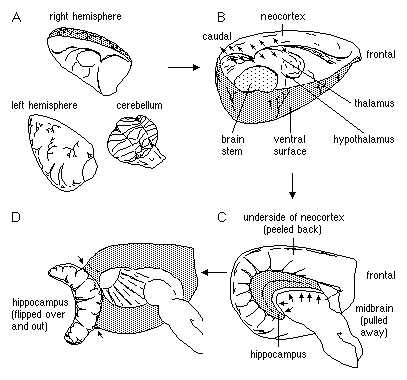 A
right hemisphere
left hemisphere
cerebellum
B
neocortex
caudal
frontal
thalamus
hypothalamus
brain
stem
ventral
surface
D
hippocampus
(flipped over
and out)
C
underside of neocortex
(peeled back)
frontal
midbrain
(pulled
away)
hippocampus